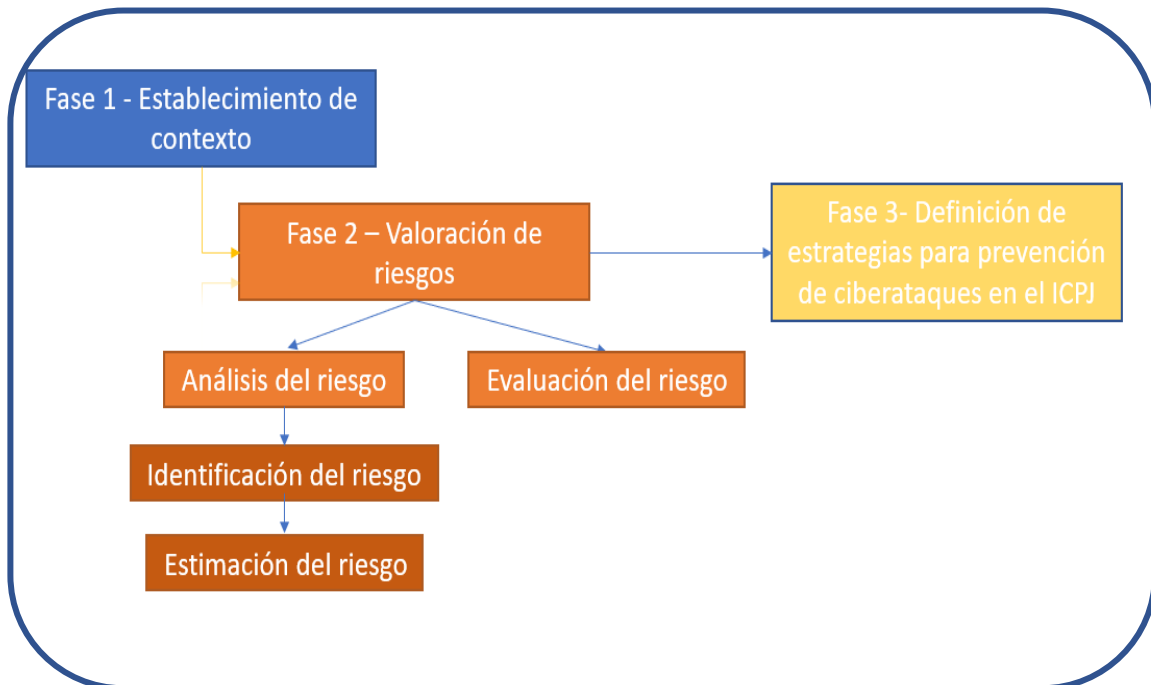 Fase 1 - Establecimiento de
contexto
Fase 2 – Valoración de
riesgos
Fase 3- Definición de
estrategias para prevención
de ciberataques en el ICPJ
Análisis del riesgo
Evaluación del riesgo
Identificación del riesgo
Estimación del riesgo